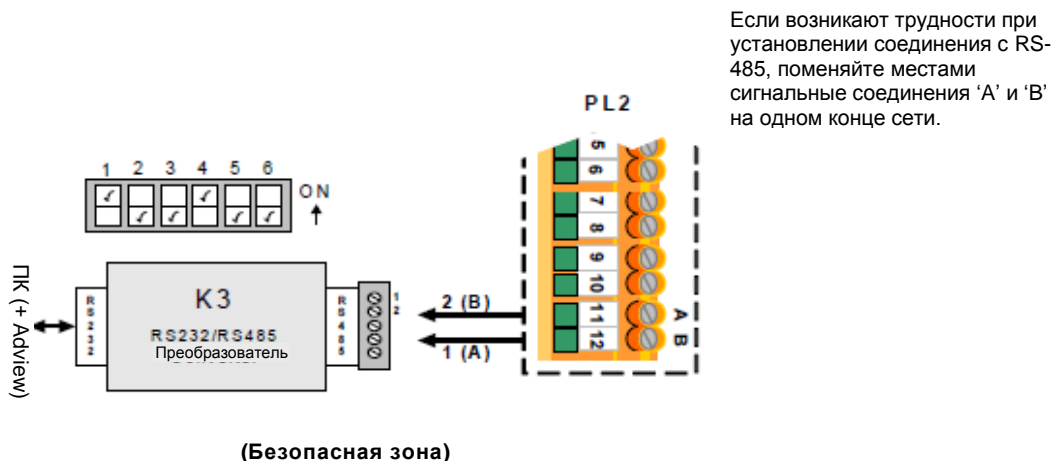 Если возникают трудности при
установлении соединения с RS-
485, поменяйте местами
сигнальные соединения ‘A’ и ‘B’
на одном конце сети.
PL2
5
6
7
8
9
10
11
12
A
B
1 2 3 4 5 6
ON
ПК (+ Adview)
RS232
K3
RS232/RS485
Преобразователь
RS485
1
2
2 (B)
1 (A)
(Безопасная зона)